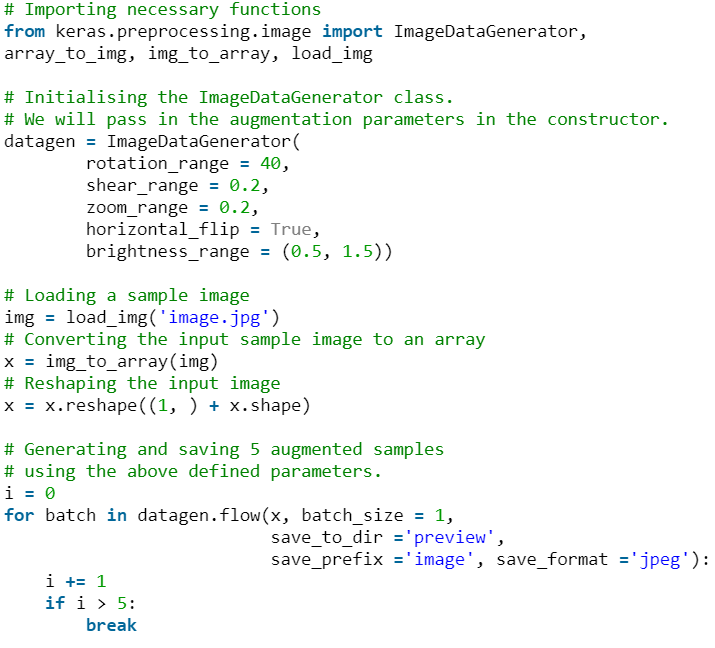 # Importing necessary functions
from keras.preprocessing.image import ImageDataGenerator,
array_to_img, img_to_array, load_img

# Initialising the ImageDataGenerator class.
# We will pass in the augmentation parameters in the constructor.
datagen = ImageDataGenerator(
        rotation_range = 40,
        shear_range = 0.2,
        zoom_range = 0.2,
        horizontal_flip = True,
        brightness_range = (0.5, 1.5))

# Loading a sample image
img = load_img('image.jpg')
# Converting the input sample image to an array
x = img_to_array(img)
# Reshaping the input image
x = x.reshape((1, ) + x.shape)

# Generating and saving 5 augmented samples
# using the above defined parameters.
i = 0
for batch in datagen.flow(x, batch_size = 1,
                          save_to_dir ='preview',
                          save_prefix ='image', save_format ='jpeg'):
    i += 1
    if i > 5:
        break